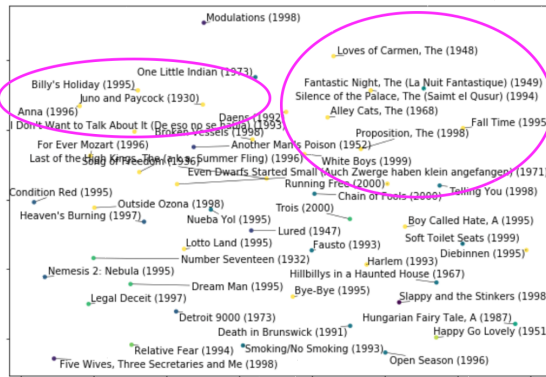 Modulations (1998)
Loves of Carmen, The (1948)
One Little Indian (1973)
Billy's Holiday (1995)
Fantastic Night, The (La Nuit Fantastique) (1949)
Juno and Paycock (1930)
Silence of the Palace, The (Saimt el Qusur) (1994)
Anna (1996)
Daens (1992)
Alley Cats, The (1968)
I Don't Want to Talk About It (De eso no se habla) (1993)
Fall Time (1995)
Broken Vessels (1998)
Proposition, The (1998)
For Ever Mozart (1996)
Another Man's Poison (1952)
Last of the High Kings, The (a.k.a. Summer Fling) (1996)
White Boys (1999)
Song of Freedom (1936)
Even Dwarfs Started Small (Auch Zwerge haben klein angefangen) (1971)
Running Free (2000)
Telling You (1998)
Condition Red (1995)
Chain of Fools (2000)
Outside Ozona (1998)
Trois (2000)
Heaven's Burning (1997)
Nueba Yol (1995)
Boy Called Hate, A (1995)
Lured (1947)
Soft Toilet Seats (1999)
Lotto Land (1995)
Fausto (1993)
Diebinnen (1995)
Number Seventeen (1932)
Harlem (1993)
Nemesis 2: Nebula (1995)
Hillbillys in a Haunted House (1967)
Dream Man (1995)
Bye-Bye (1995)
Legal Deceit (1997)
Slappy and the Stinkers (1998
Detroit 9000 (1973)
Hungarian Fairy Tale, A (1987)
Death in Brunswick (1991)
Happy Go Lovely (1951
Relative Fear (1994)
Smoking/No Smoking (1993)
Open Season (1996)
Five Wives, Three Secretaries and Me (1998)